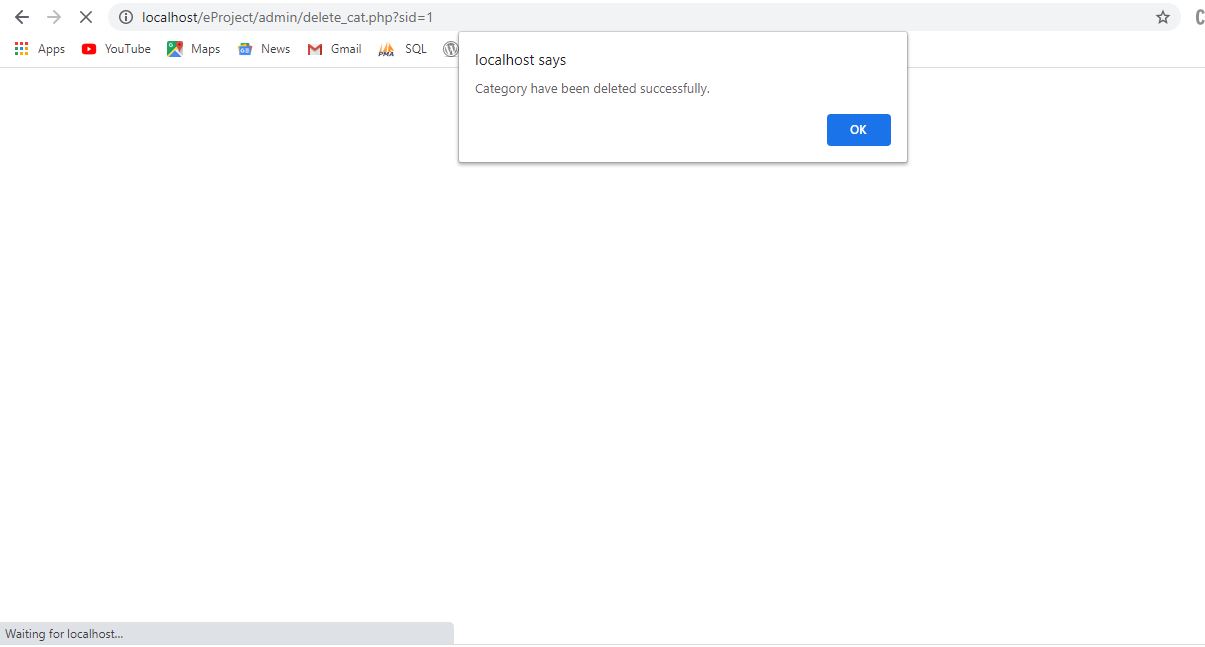 localhost/eProject/admin/delete_cat.php?sid=1
Apps YouTube Maps News Gmail PMA SQL
localhost says
Category have been deleted successfully.
OK
Waiting for localhost...